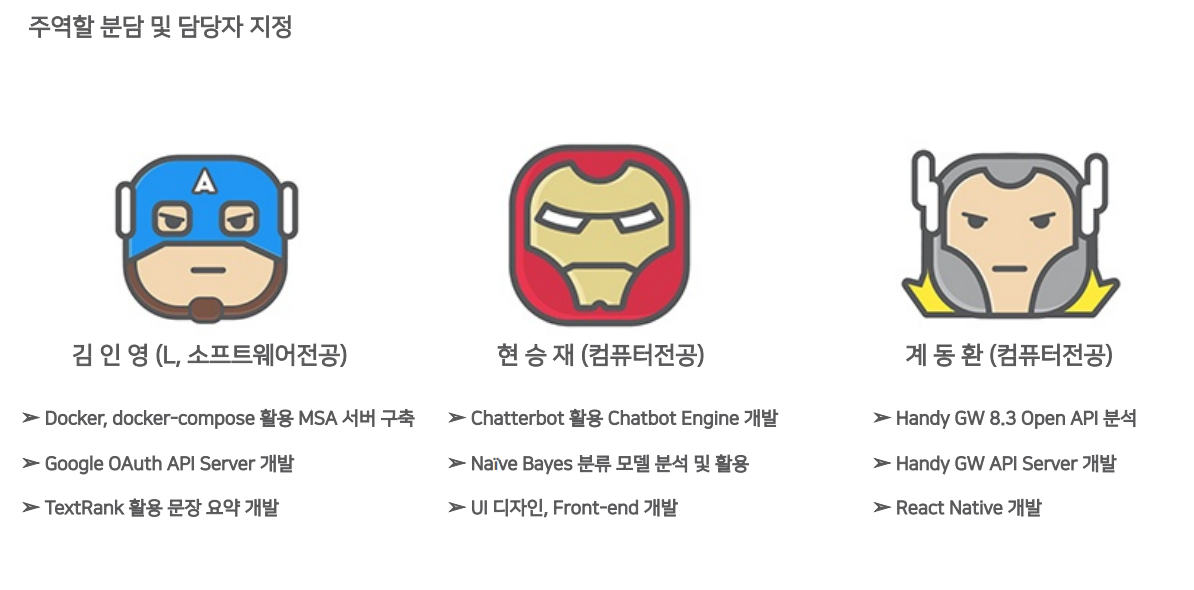 주역할 분담 및 담당자 지정
A
김 인 영 (L, 소프트웨어전공)
➢ Docker, docker-compose 활용 MSA 서버 구축
➢ Google OAuth API Server 개발
➢ TextRank 활용 문장 요약 개발
현 승 재 (컴퓨터전공)
➢ Chatterbot 활용 Chatbot Engine 개발
➢ Naïve Bayes 분류 모델 분석 및 활용
➢ UI 디자인, Front-end 개발
계 동 환 (컴퓨터전공)
➢ Handy GW 8.3 Open API 분석
➢ Handy GW API Server 개발
➢ React Native 개발